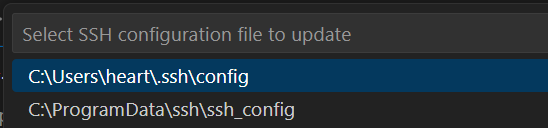 Select SSH configuration file to update
C:\Users\heart\.ssh\config
C:\ProgramData\ssh\ssh_config